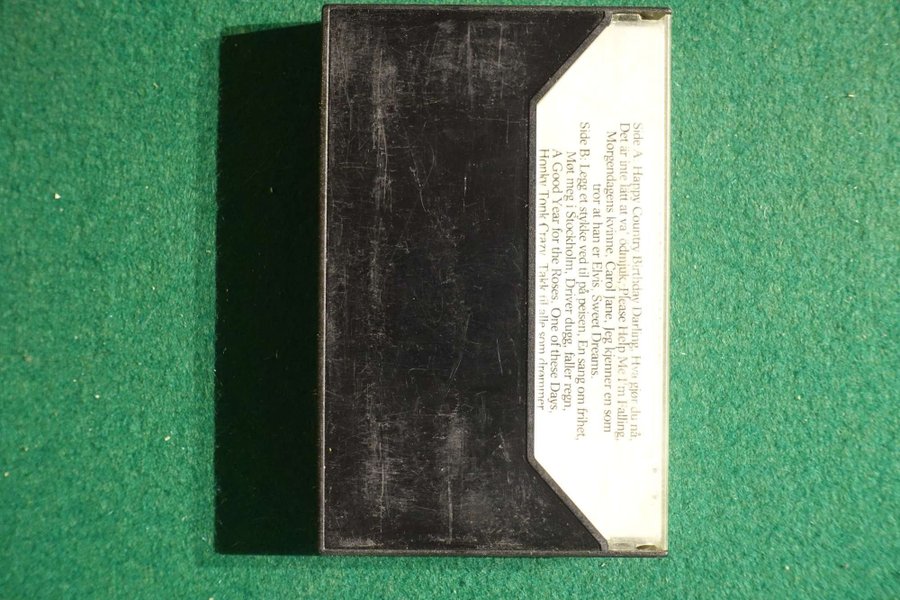 Side A: Happy Country Birthday Darling, Hva gjør du nå,
Det är inte lätt at va' ödmjuk, Please Help Me I'm Falling,
Morgendagens kvinne, Carol Jane, Jeg kjenner en som
tror at han er Elvis, Sweet Dreams.
Side B: Legg et stykke ved til på peisen, En sang om frihet,
Møt meg i Stockholm, Driver dugg, faller regn,
A Good Year for the Roses, One of these Days,
Honky Tonk Crazy, Takk til alle som drømmer